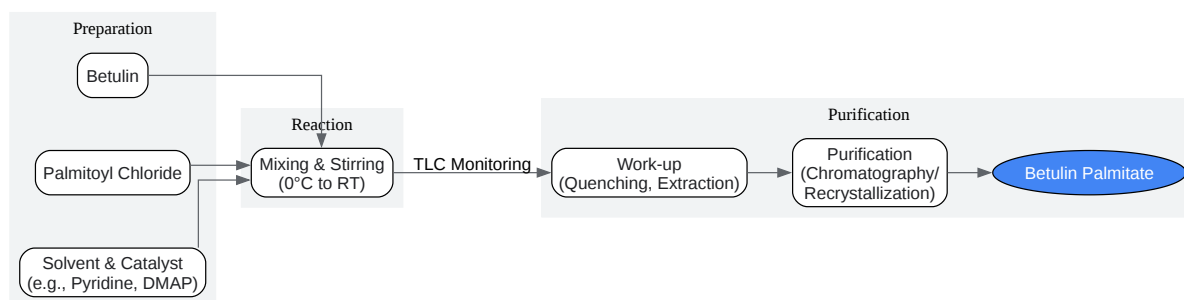 Preparation
Betulin
Palmitoyl Chloride
Solvent & Catalyst
(e.g., Pyridine, DMAP)
Reaction
Mixing & Stirring
(0°C to RT)
TLC Monitoring
Purification
Work-up
(Quenching, Extraction)
Purification
(Chromatography/
Recrystallization)
Betulin Palmitate